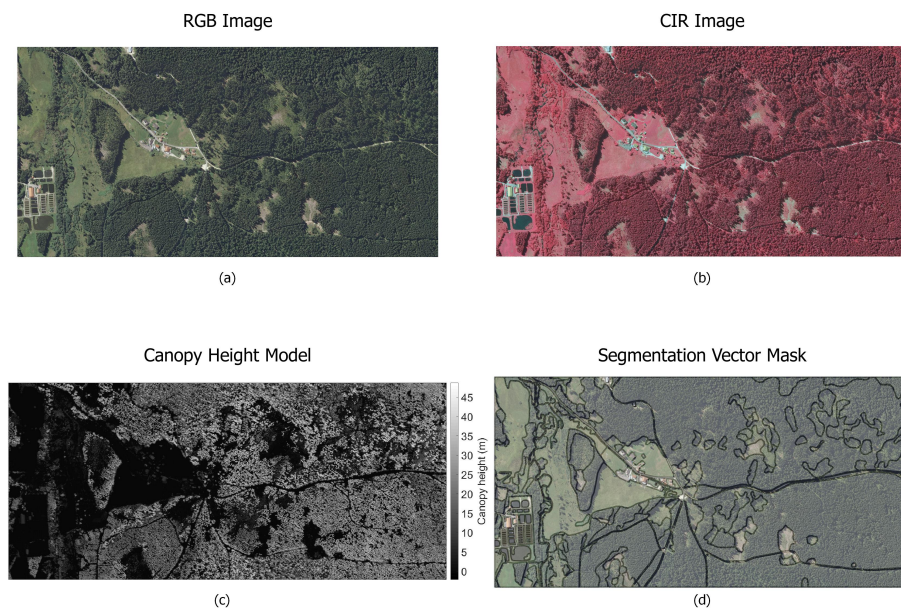 RGB Image
CIR Image
(a)
(b)
Canopy Height Model
Segmentation Vector Mask
45
40
35
30
25
20
15
10
5
0
Canopy height (m)
(c)
(d)